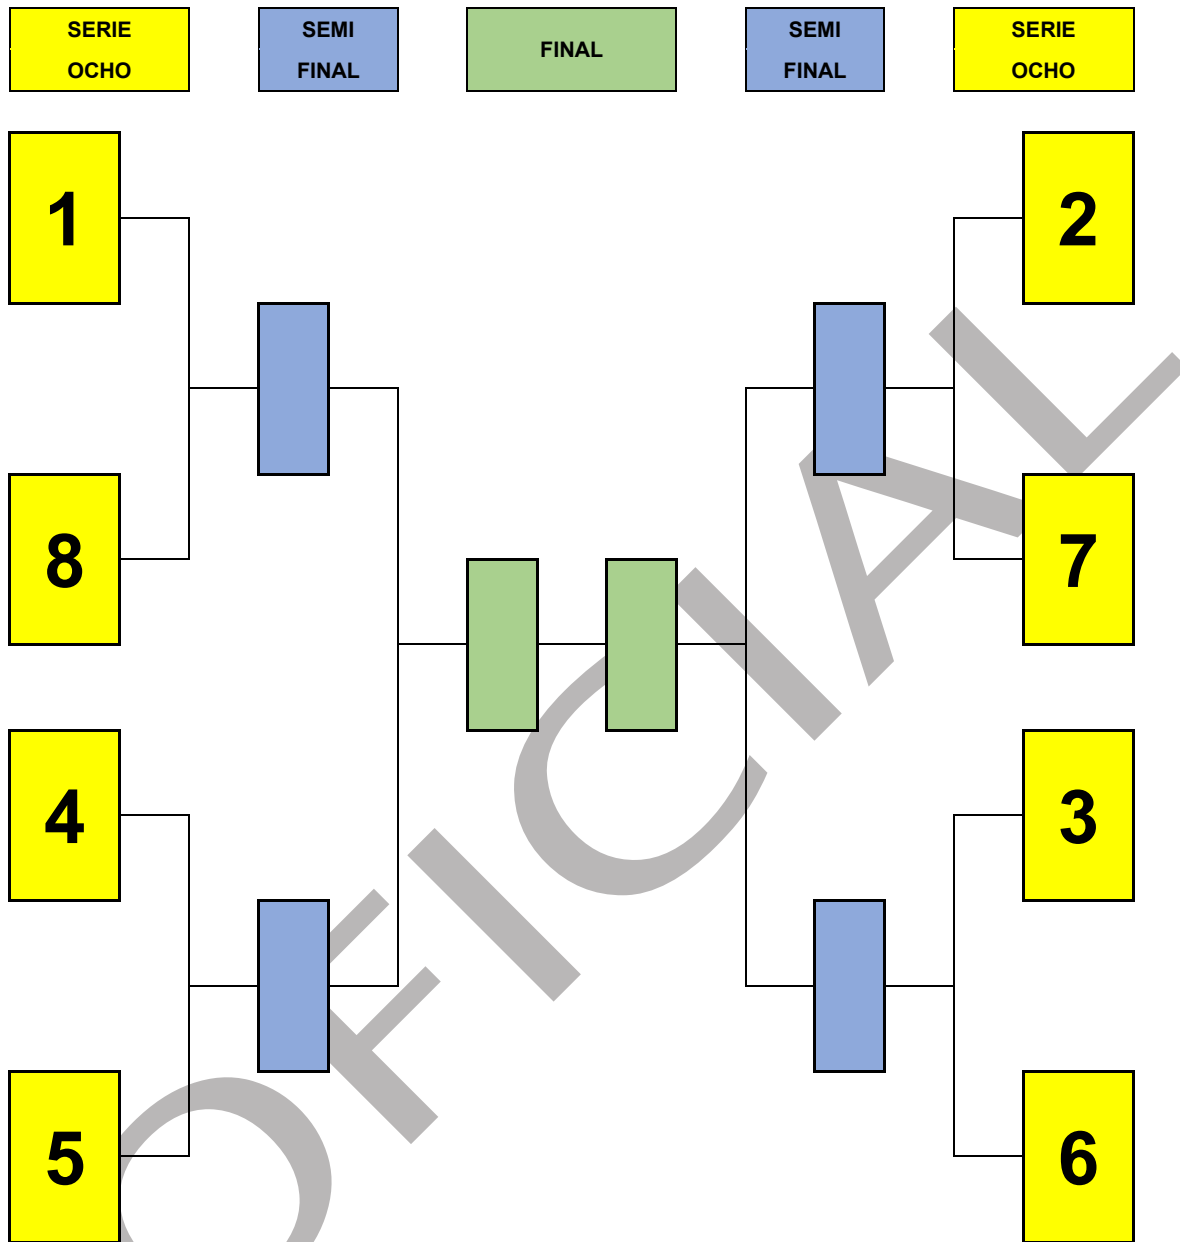 SERIE
OCHO
SEMI
FINAL
FINAL
SEMI
FINAL
SERIE
OCHO
1
2
8
7
4
3
5
6
OFICIAL